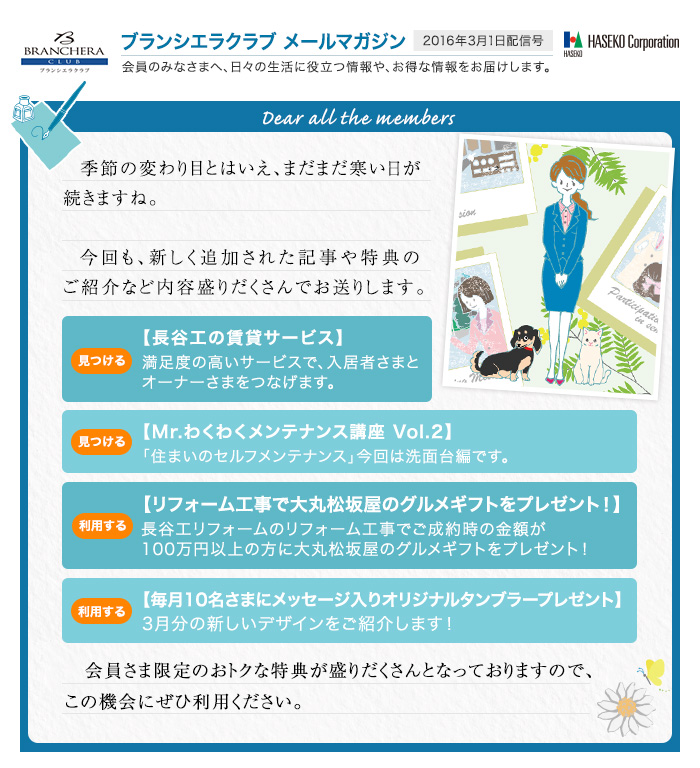 BRANCHERA
CLUB
ブランシエラクラブ
ブランシエラクラブ メールマガジン
2016年3月1日配信号
HASEKO
HASEKO Corporation
会員のみなさまへ、日々の生活に役立つ情報や、お得な情報をお届けします。
Dear all the members
季節の変わり目とはいえ、まだまだ寒い日が
続きますね。
今回も、新しく追加された記事や特典の
ご紹介など内容盛りだくさんでお送りします。
Participation
見つける
【長谷工の賃貸サービス】
満足度の高いサービスで、入居者さまと
オーナーさまをつなげます。
見つける
【Mr.わくわくメンテナンス講座 Vol.2】
「住まいのセルフメンテナンス」今回は洗面台編です。
利用する
【リフォーム工事で大丸松坂屋のグルメギフトをプレゼント！】
長谷工リフォームのリフォーム工事でご成約時の金額が
100万円以上の方に大丸松坂屋のグルメギフトをプレゼント！
利用する
【毎月10名さまにメッセージ入りオリジナルタンブラープレゼント】
3月分の新しいデザインをご紹介します！
会員さま限定のおトクな特典が盛りだくさんとなっておりますので、
この機会にぜひ利用ください。